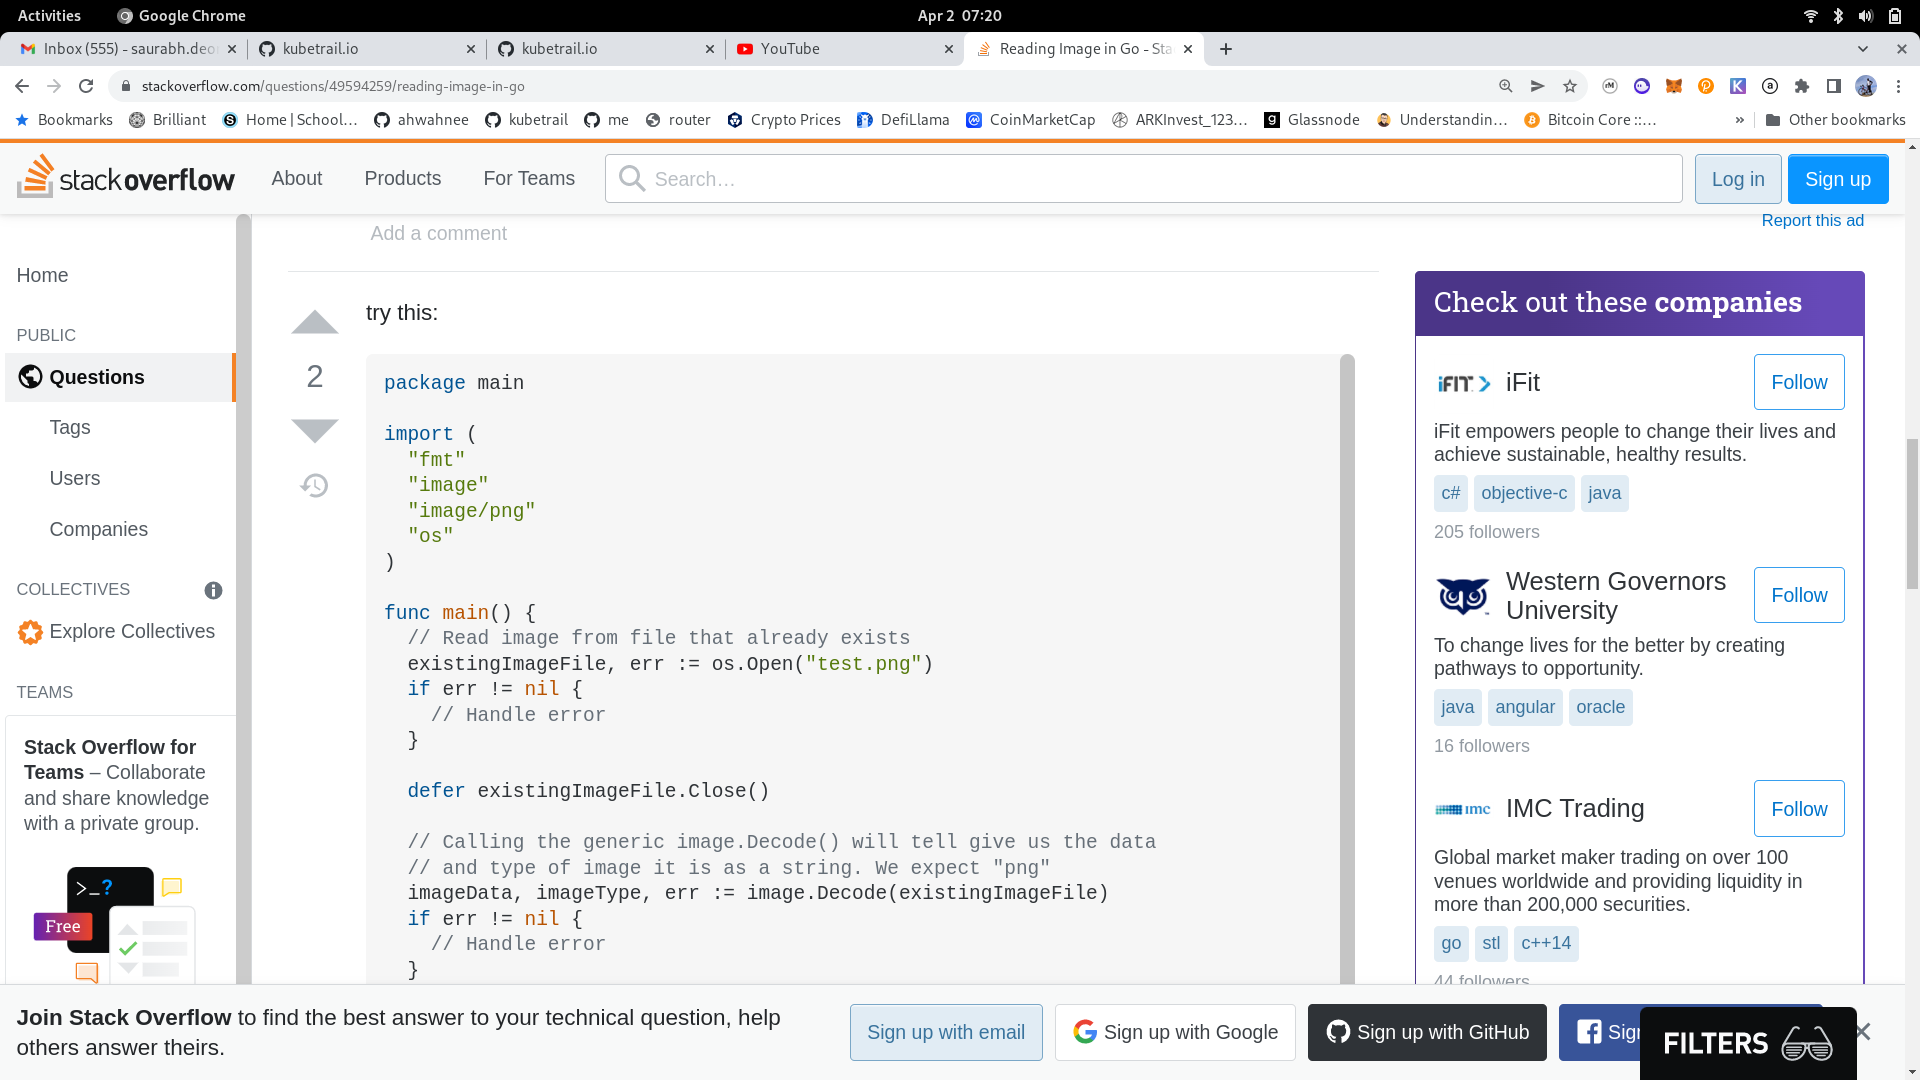 Activities
Google Chrome
Apr 2 07:20
Inbox (555) - saurabh.deo
kubetrail.io
kubetrail.io
YouTube
Reading Image in Go - Sta
stackoverflow.com/questions/49594259/reading-image-in-go
Bookmarks
Brilliant
Home | School...
ahwahnee
kubetrail
me
router
Crypto Prices
DefiLlama
CoinMarketCap
ARKInvest_123...
Glassnode
Understandin...
Bitcoin Core ::...
»
Other bookmarks
stackoverflow
About
Products
For Teams
Search...
Log in
Sign up
Home
PUBLIC
Questions
Tags
Users
Companies
COLLECTIVES
Explore Collectives
TEAMS
Stack Overflow for
Teams – Collaborate
and share knowledge
with a private group.
>_?
Free
Add a comment
2
try this:
package main
import (
"fmt"
"image"
"image/png"
"os"
)
func main() {
// Read image from file that already exists
existingImageFile, err := os.Open("test.png")
if err != nil {
// Handle error
}
defer existingImageFile.Close()
// Calling the generic image.Decode() will tell give us the data
// and type of image it is as a string. We expect "png"
imageData, imageType, err := image.Decode(existingImageFile)
if err != nil {
// Handle error
}
Report this ad
Check out these companies
iFIT
iFit
Follow
iFit empowers people to change their lives and
achieve sustainable, healthy results.
c#
objective-c
java
205 followers
Western Governors
University
Follow
To change lives for the better by creating
pathways to opportunity.
java
angular
oracle
16 followers
imc
IMC Trading
Follow
Global market maker trading on over 100
venues worldwide and providing liquidity in
more than 200,000 securities.
go
stl
c++14
44 followers
Join Stack Overflow to find the best answer to your technical question, help
others answer theirs.
Sign up with email
Sign up with Google
Sign up with GitHub
Sig
FILTERS